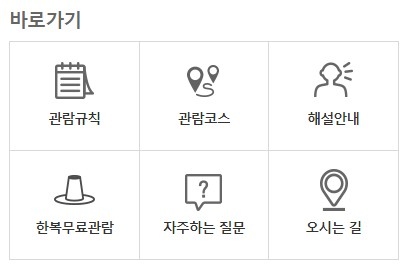 바로가기
관람규칙
관람코스
해설안내
한복무료관람
자주하는 질문
오시는 길